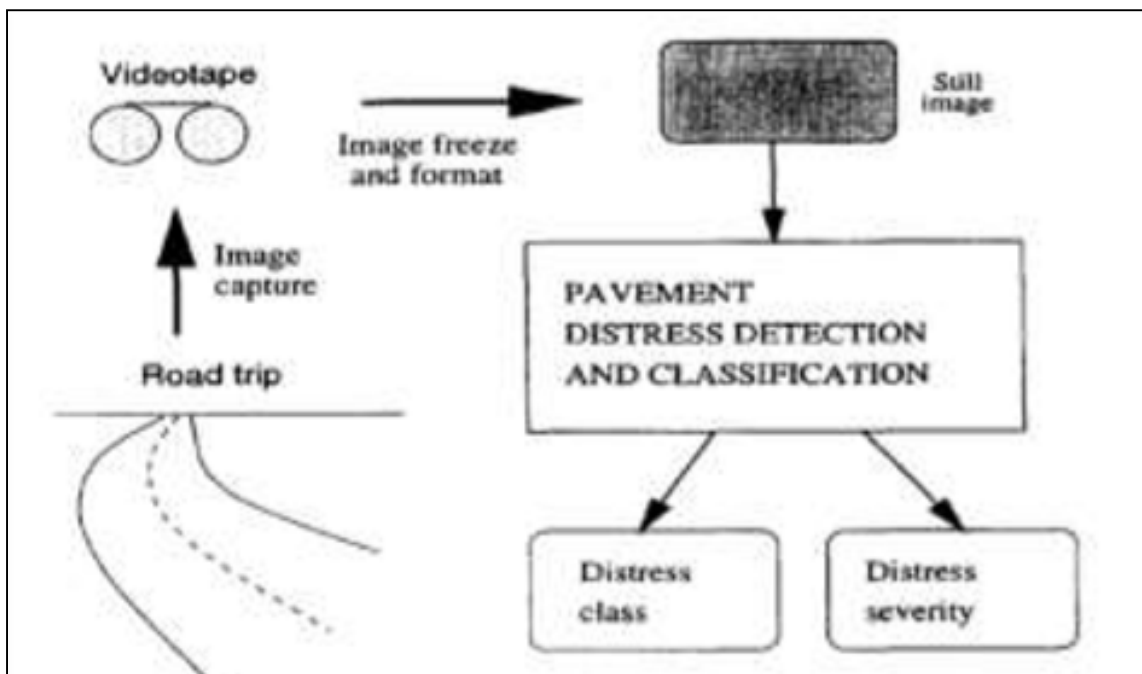 Videotape
Image freeze
and format
Still
image
Image
capture
Road trip
PAVEMENT
DISTRESS DETECTION
AND CLASSIFICATION
Distress
class
Distress
severity